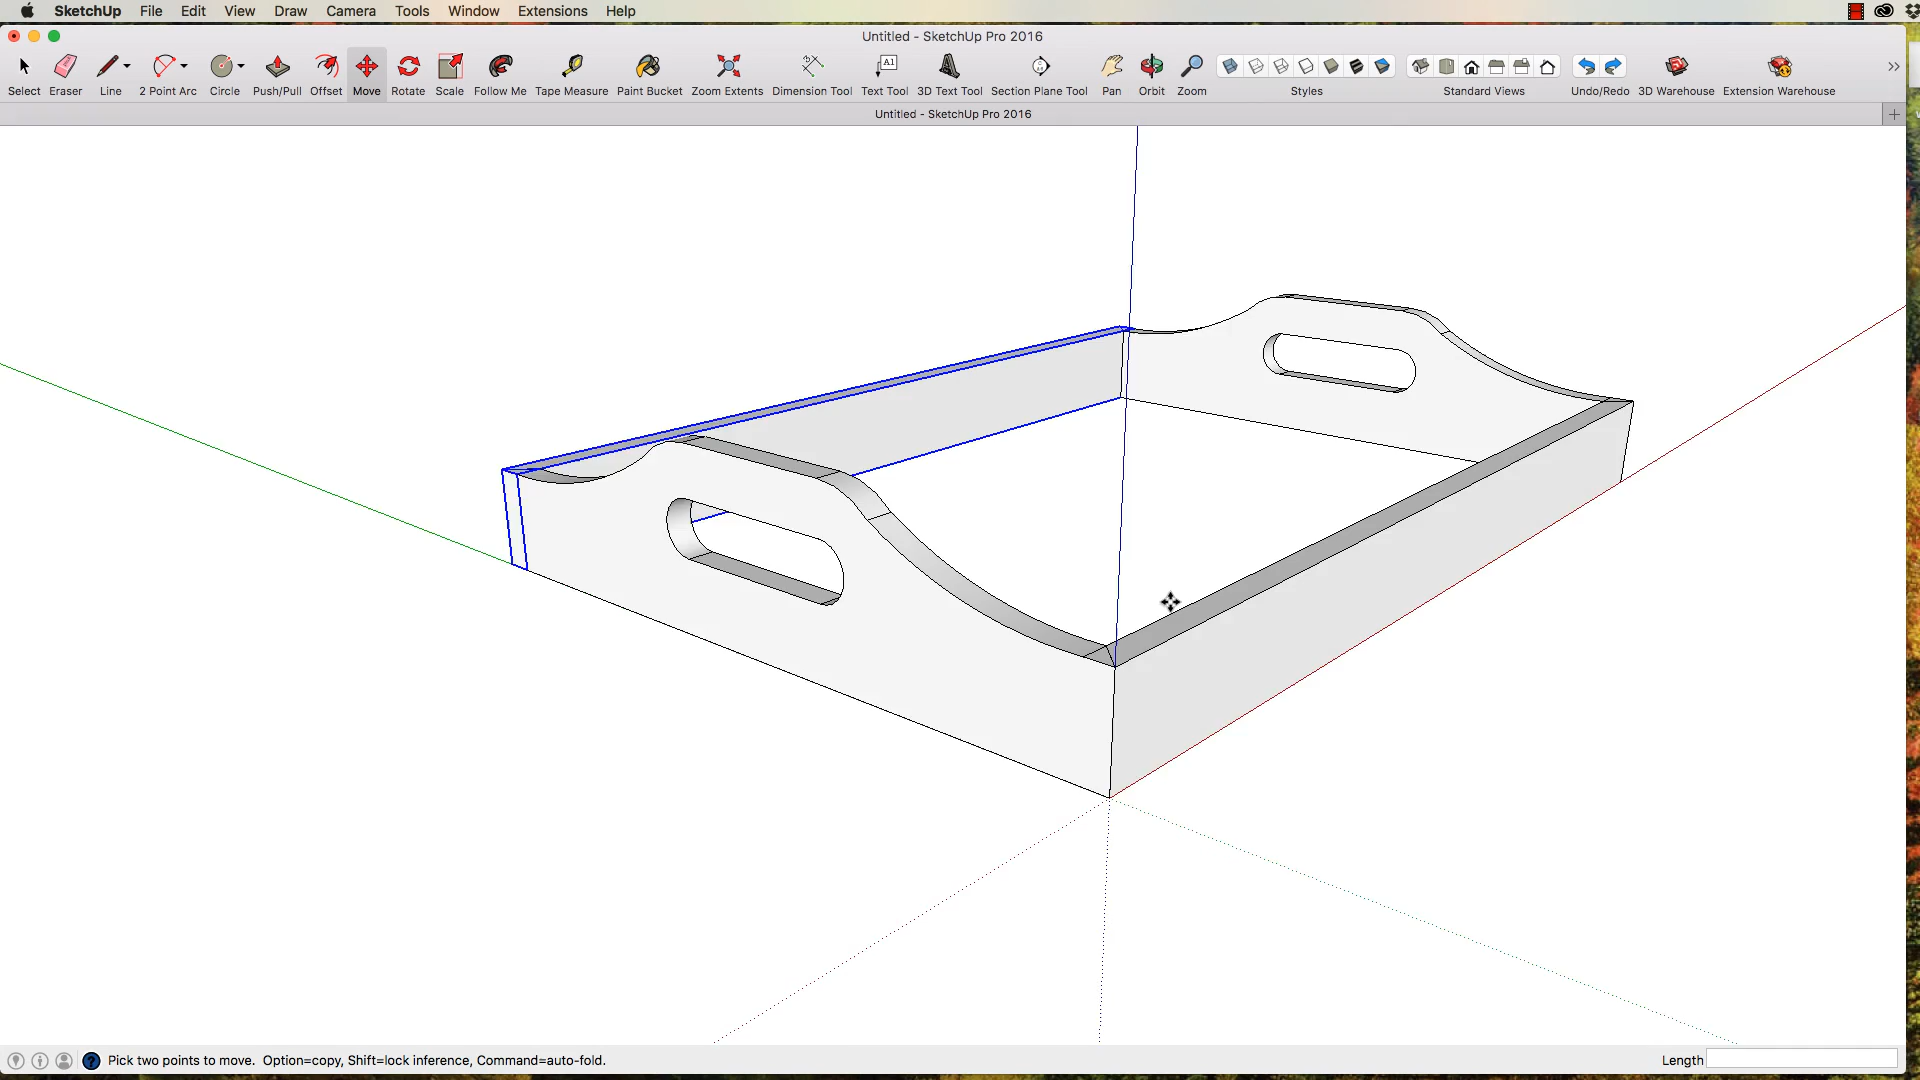 SketchUp File Edit View Draw Camera Tools Window Extensions Help
Untitled - SketchUp Pro 2016
A1
Select Eraser Line 2 Point Arc Circle Push/Pull Offset Move Rotate Scale Follow Me Tape Measure Paint Bucket Zoom Extents Dimension Tool Text Tool 3D Text Tool Section Plane Tool Pan Orbit Zoom Styles Standard Views Undo/Redo 3D Warehouse Extension Warehouse
Untitled - SketchUp Pro 2016
Pick two points to move. Option=copy, Shift=lock inference, Command=auto-fold.
Length